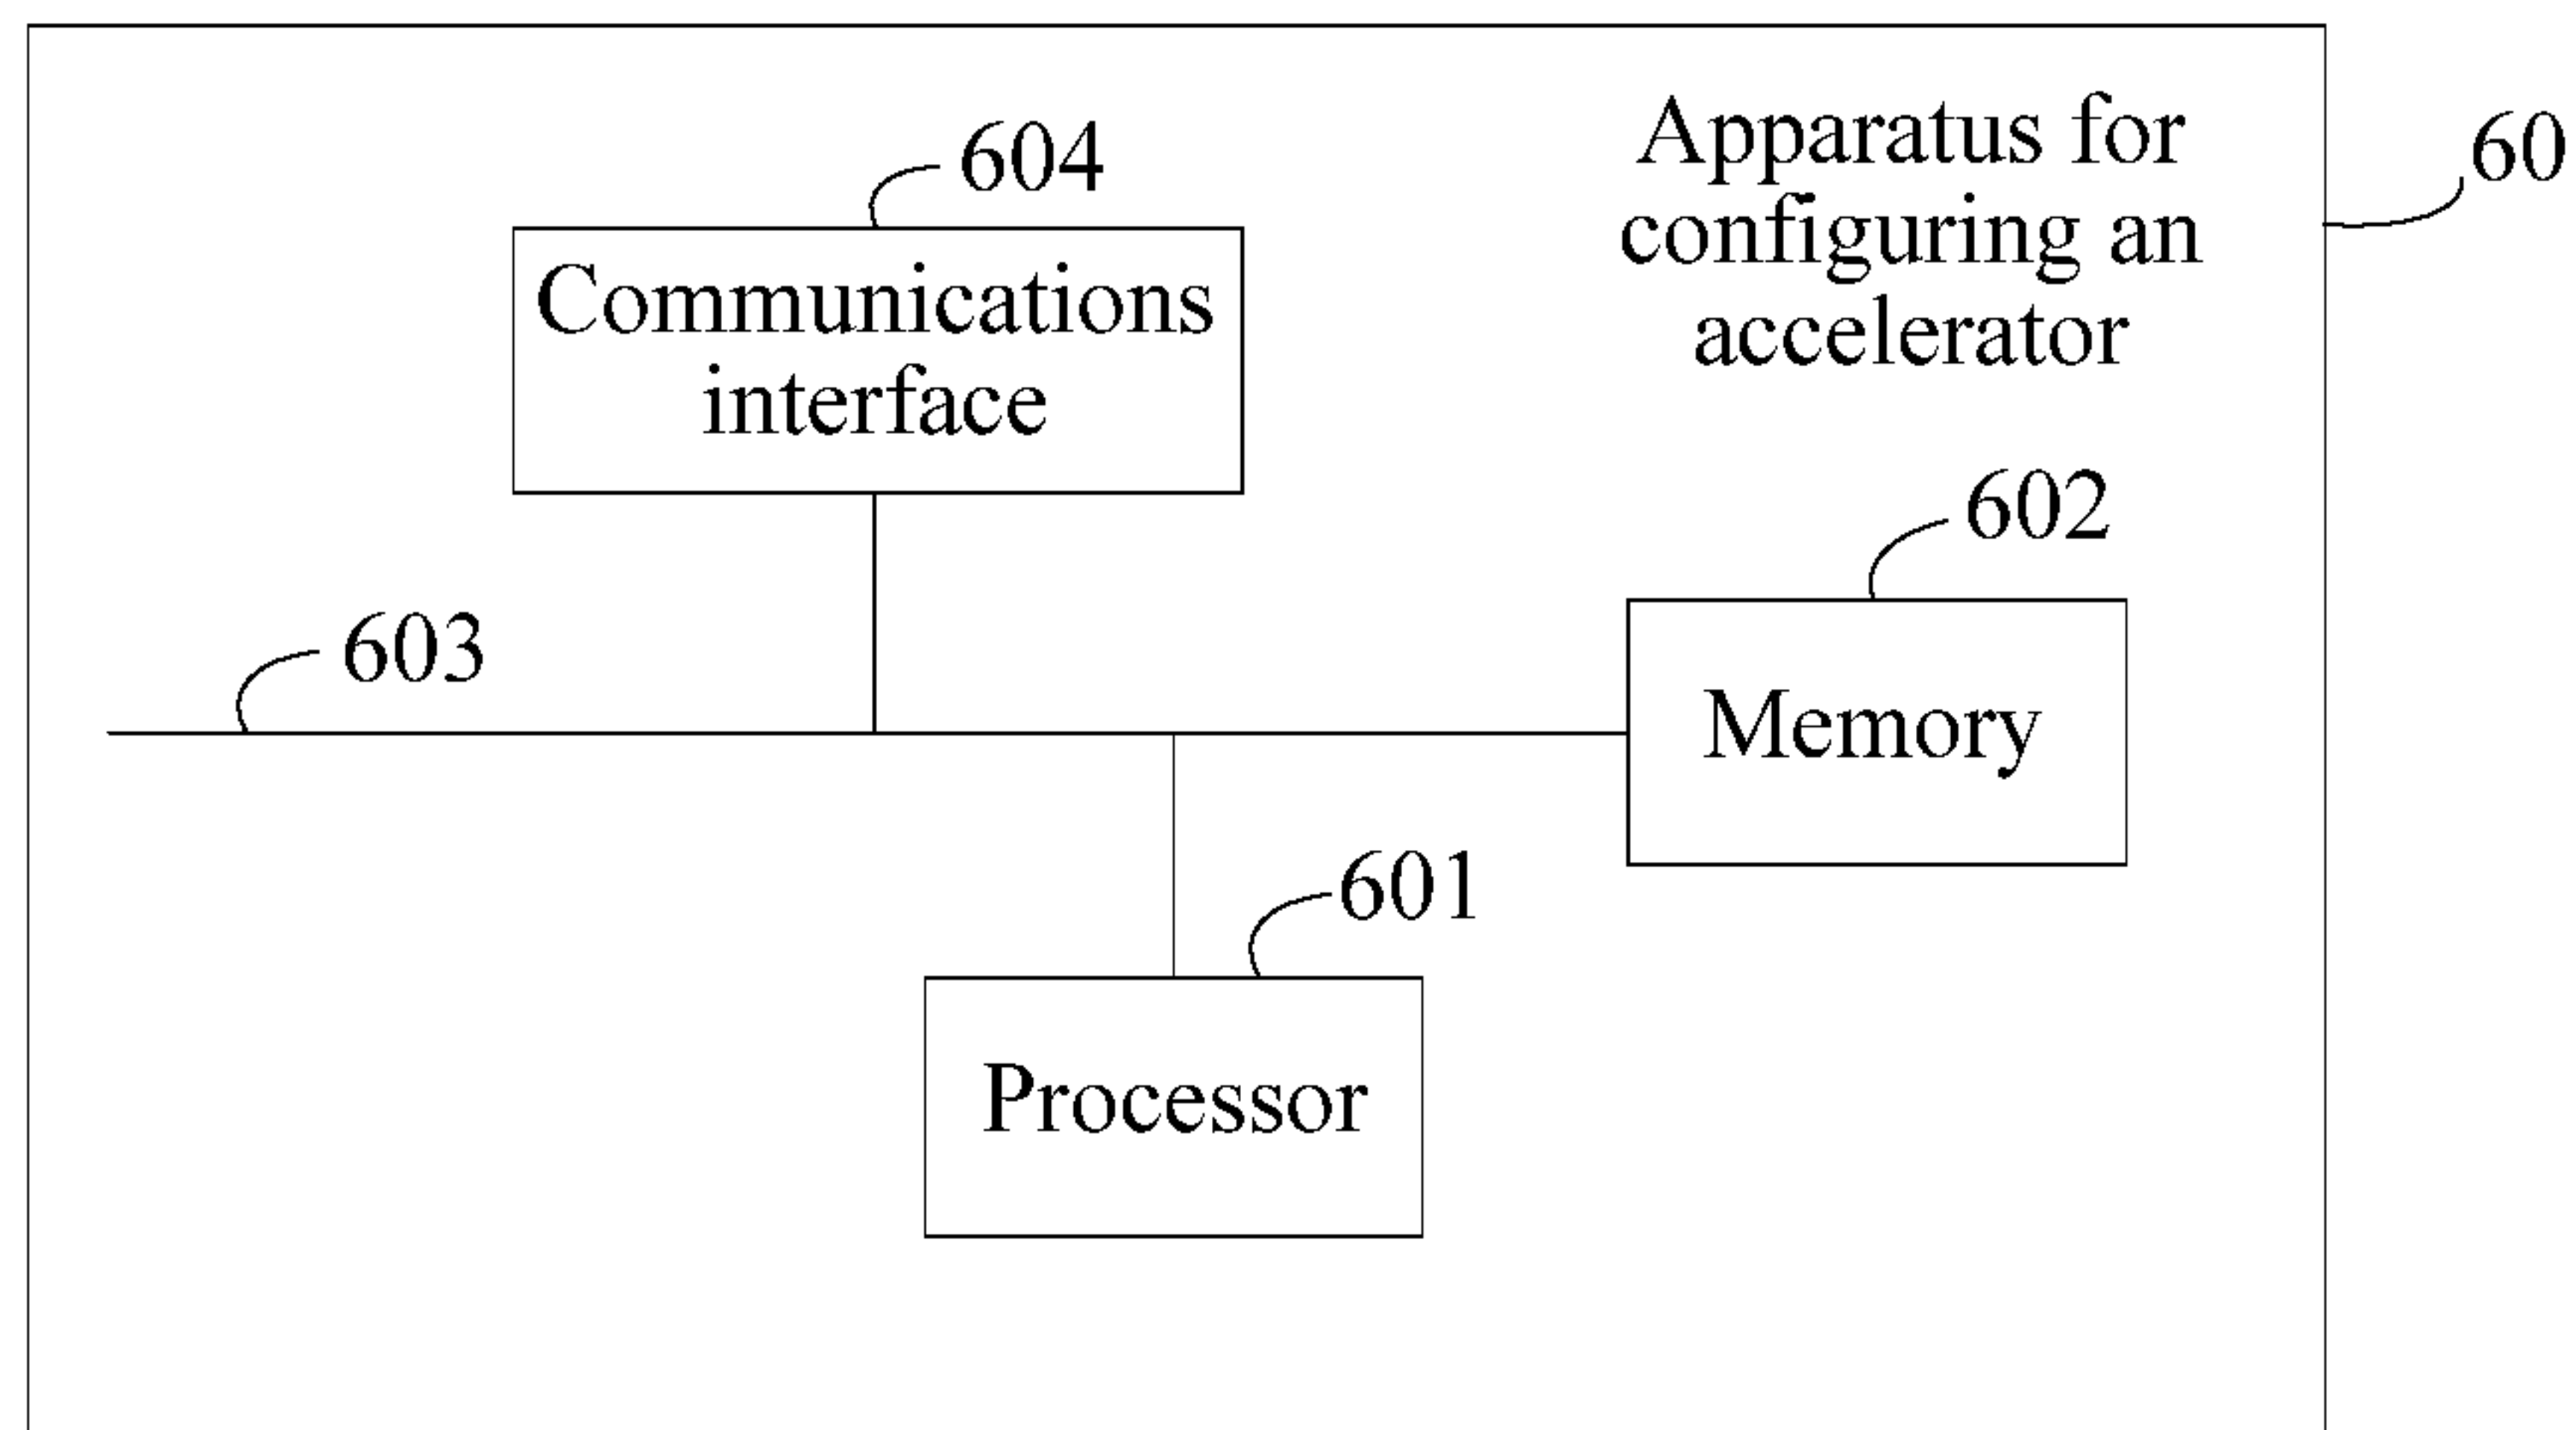 604
Communications
interface
Apparatus for
configuring an
accelerator
60
602
Memory
603
601
Processor